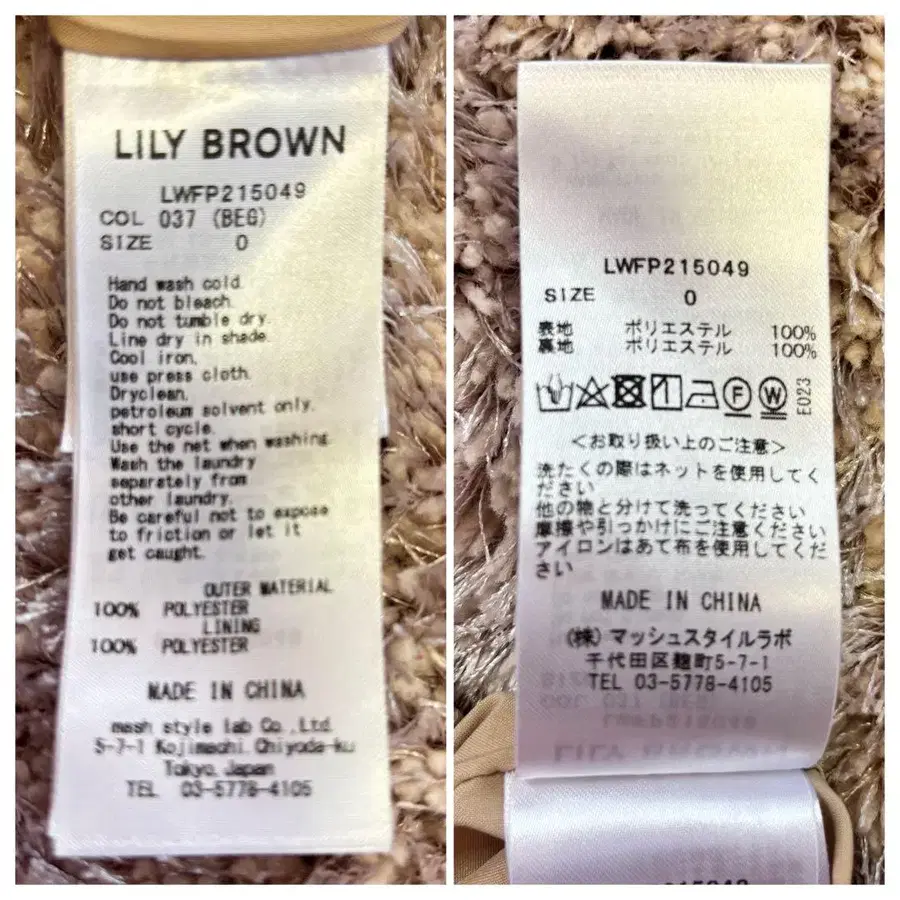 LILY BROWN
LWFP215049
COL 037 (BEG)
SIZE 0
Hand wash cold.
Do not bleach.
Do not tumble dry.
Line dry in shade.
Cool iron.
use press cloth.
Dryclean,
petroleum solvent only.
short cycle.
Use the net when washing.
Wash the laundry
separately from
other laundry.
Be careful not to expose
to friction or let it
get caught.
OUTER MATERIAL
100% POLYESTER
LINING
100% POLYESTER
MADE IN CHINA
mash style lab Co.,Ltd.
5-7-1 Kojimachi,Chiyoda-ku
Tokyo,Japan
TEL 03-5778-4105
LWFP215049
SIZE 0
表地 ポリエステル 100%
裏地 ポリエステル 100%
F W E023
<お取り扱い上のご注意>
洗たくの際はネットを使用してく
ださい
他の物と分けて洗ってください
摩擦や引っかけにご注意ください
アイロンはあて布を使用してくだ
さい
MADE IN CHINA
(株) マッシュスタイルラボ
千代田区麹町5-7-1
TEL 03-5778-4105